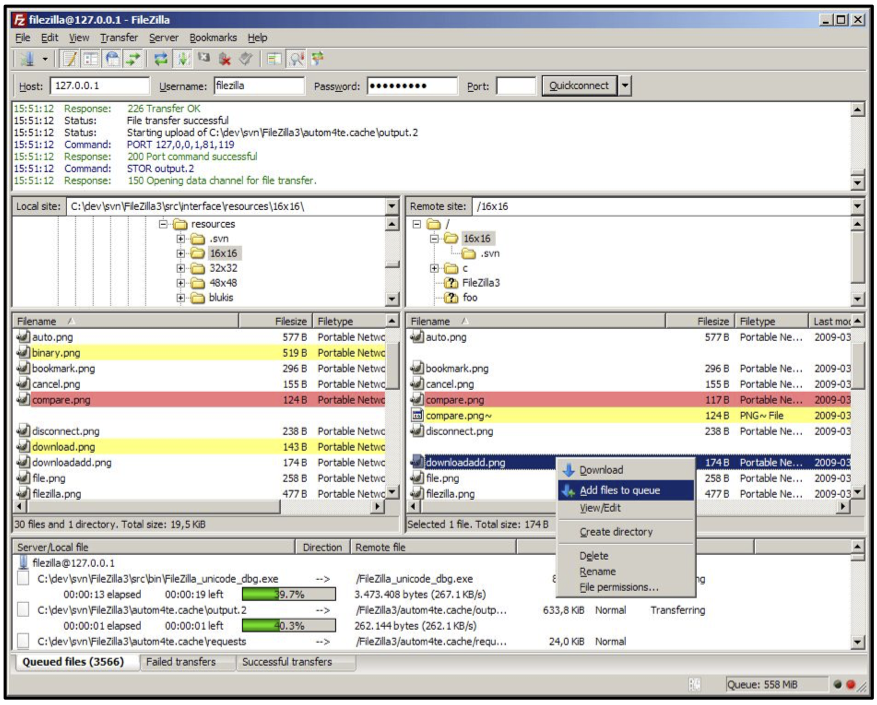 filezilla@127.0.0.1 - FileZilla
File Edit View Transfer Server Bookmarks Help
Host: 127.0.0.1 Username: filezilla Password: ●●●●●●●●● Port: Quickconnect
15:51:12 Response: 226 Transfer OK
15:51:12 Status: File transfer successful
15:51:12 Status: Starting upload of C:\dev\svn\FileZilla3\autom4te.cache\output.2
15:51:12 Command: PORT 127,0,0,1,81,119
15:51:12 Response: 200 Port command successful
15:51:12 Command: STOR output.2
15:51:12 Response: 150 Opening data channel for file transfer.
Local site: C:\dev\svn\FileZilla3\src\interface\resources\16x16\
resources
.svn
16x16
32x32
48x48
blukis
Remote site: /16x16
/
16x16
.svn
c
FileZilla3
foo
Filename Filesize Filetype
auto.png 577 B Portable Netwo
binary.png 519 B Portable Netwo
bookmark.png 296 B Portable Netwo
cancel.png 155 B Portable Netwo
compare.png 124 B Portable Netwo
disconnect.png 238 B Portable Netwo
download.png 143 B Portable Netwo
downloadadd.png 174 B Portable Netwo
file.png 258 B Portable Netwo
filezilla.png 477 B Portable Netwo
30 files and 1 directory. Total size: 19,5 KiB
Filename Filesize Filetype Last mod
auto.png 577 B Portable Ne... 2009-03
bookmark.png 296 B Portable Ne... 2009-03
cancel.png 155 B Portable Ne... 2009-03
compare.png 117 B Portable Ne... 2009-03
compare.png~ 124 B PNG~ File 2009-03
disconnect.png 238 B Portable Ne... 2009-03
downloadadd.png 174 B Portable Ne... 2009-03
file.png 258 B Portable Ne... 2009-03
filezilla.png 477 B Portable Ne... 2009-03
Selected 1 file. Total size: 174 B
Download
Add files to queue
View/Edit
Create directory
Delete
Rename
File permissions...
Server/Local file Direction Remote file
filezilla@127.0.0.1
C:\dev\svn\FileZilla3\src\bin\FileZilla_unicode_dbg.exe --> /FileZilla_unicode_dbg.exe
00:00:13 elapsed 00:00:19 left 39.7% 3.473.408 bytes (267.1 KB/s)
C:\dev\svn\FileZilla3\autom4te.cache\output.2 --> /FileZilla3/autom4te.cache/outp... 633,8 KiB Normal Transferring
00:00:01 elapsed 00:00:01 left 40.3% 262.144 bytes (262.1 KB/s)
C:\dev\svn\FileZilla3\autom4te.cache\requests --> /FileZilla3/autom4te.cache/requ... 24,0 KiB Normal
Queued files (3566) Failed transfers Successful transfers
Queue: 558 MiB